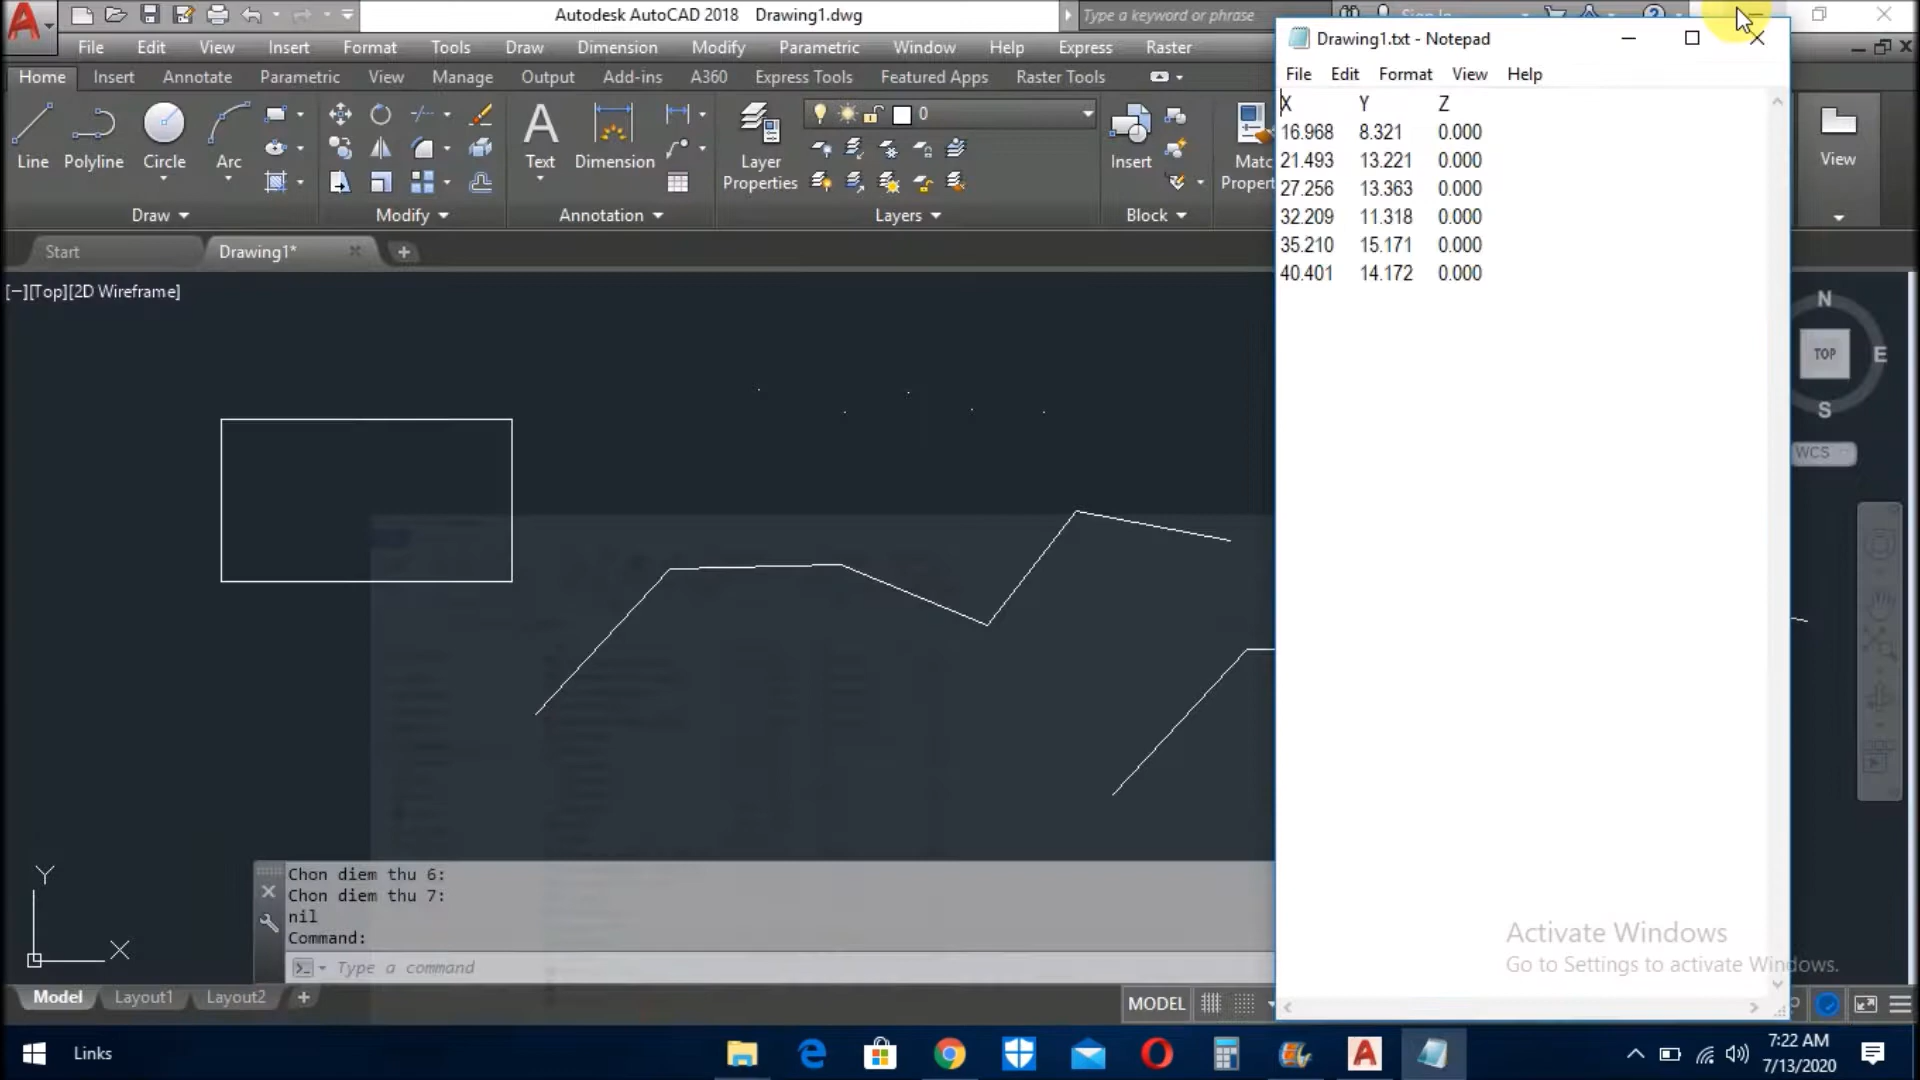 Autodesk AutoCAD 2018 Drawing1.dwg
Type a keyword or phrase
File Edit View Insert Format Tools Draw Dimension Modify Parametric Window Help Express Raster
Home Insert Annotate Parametric View Manage Output Add-ins A360 Express Tools Featured Apps Raster Tools
Line
Polyline
Circle
Arc
Text
Dimension
Layer
Properties
0
Insert
View
Draw
Modify
Annotation
Layers
Block
Start
Drawing1*
[−][Top][2D Wireframe]
Drawing1.txt - Notepad
File Edit Format View Help
X Y Z
16.968 8.321 0.000
21.493 13.221 0.000
27.256 13.363 0.000
32.209 11.318 0.000
35.210 15.171 0.000
40.401 14.172 0.000
N
TOP
E
S
WCS
Y
X
Chon diem thu 6:
Chon diem thu 7:
nil
Command:
Type a command
Activate Windows
Go to Settings to activate Windows.
Model Layout1 Layout2
MODEL
Links
7:22 AM
7/13/2020